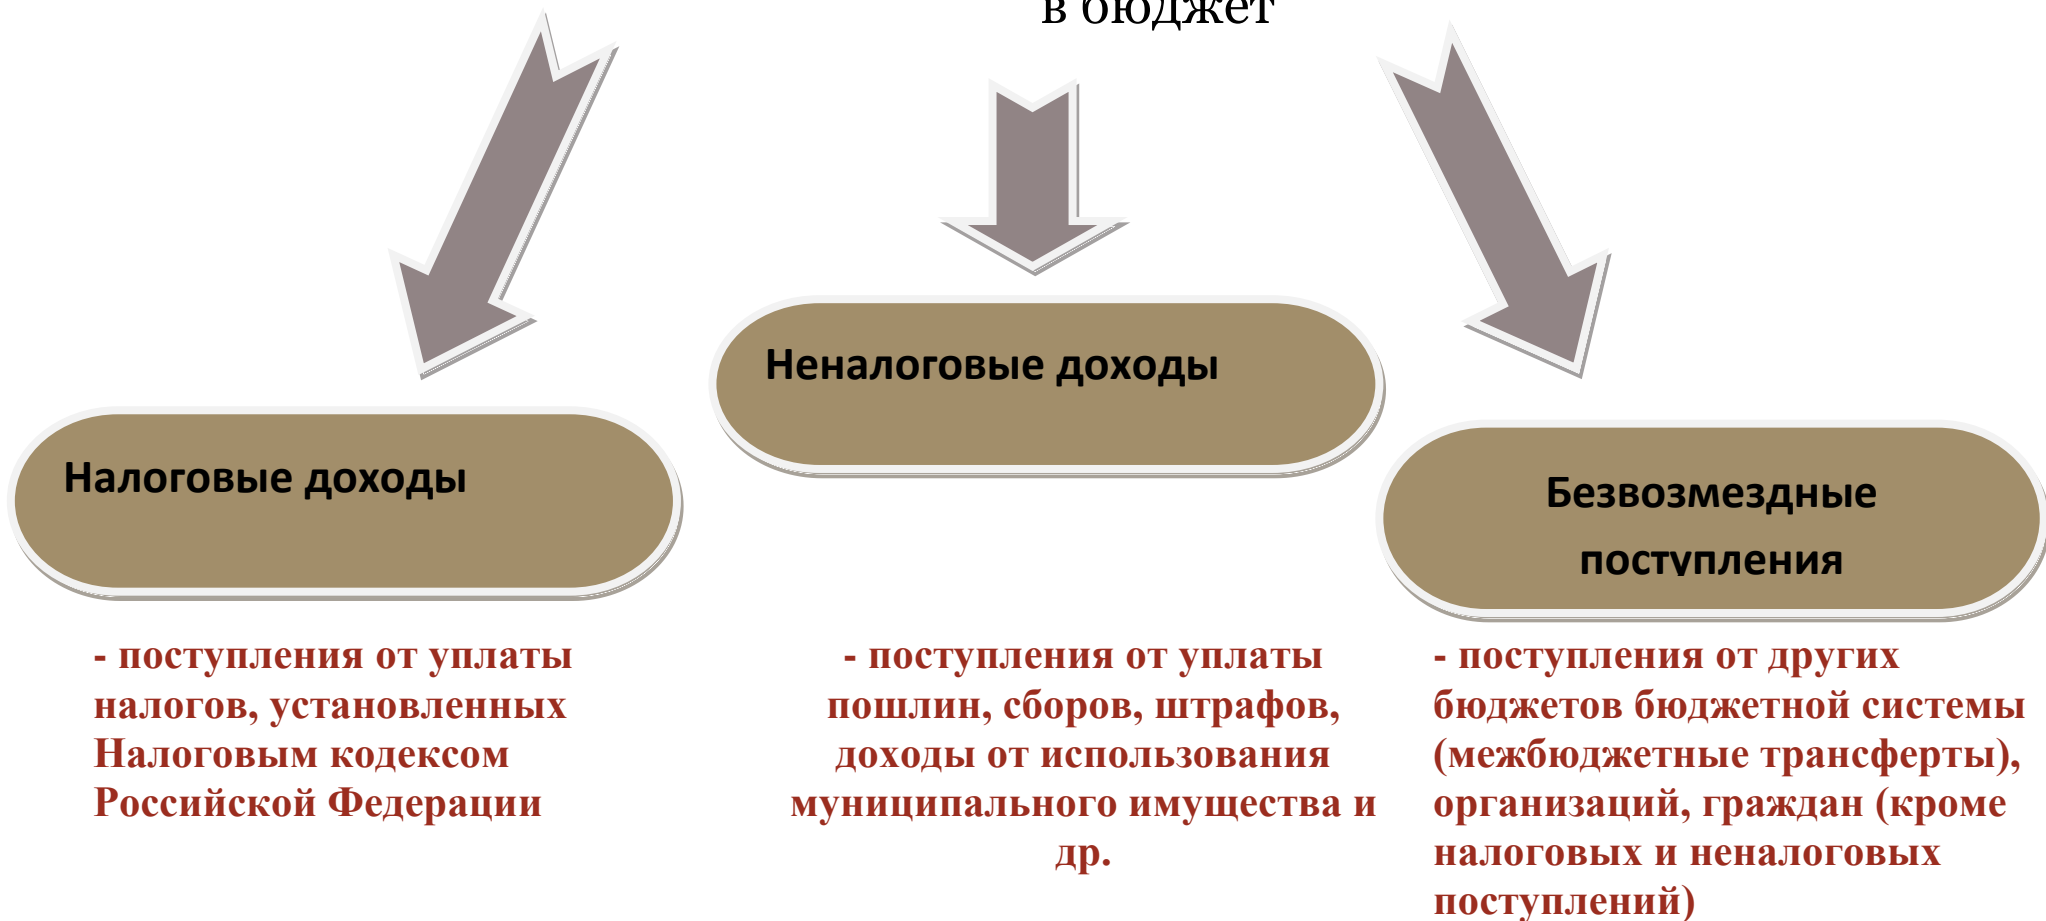 в бюджет
Неналоговые доходы
Налоговые доходы
Безвозмездные
поступления
- поступления от уплаты
налогов, установленных
Налоговым кодексом
Российской Федерации
- поступления от уплаты
пошлин, сборов, штрафов,
доходы от использования
муниципального имущества и
др.
- поступления от других
бюджетов бюджетной системы
(межбюджетные трансферты),
организаций, граждан (кроме
налоговых и неналоговых
поступлений)